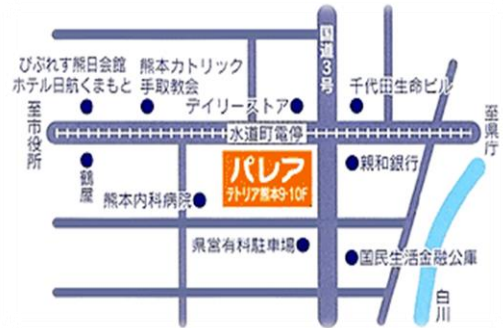 国道3号
びぷれす熊日会館
ホテル日航くまもと
熊本カトリック
手取教会
デイリーストア
千代田生命ビル
至市役所
水道町電停
至県庁
鶴屋
パレア
テトリア熊本9・10F
親和銀行
熊本内科病院
県営有料駐車場
国民生活金融公庫
白川